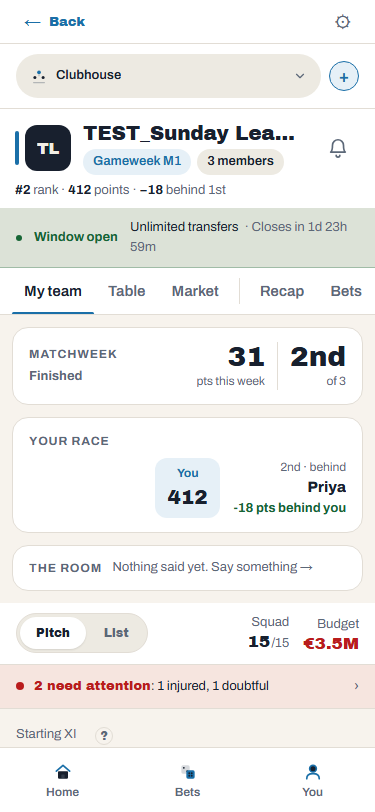 ← Back
Clubhouse
+
TL
TEST_Sunday Lea...
Gameweek M1
3 members
#2 rank · 412 points · –18 behind 1st
Window open
Unlimited transfers · Closes in 1d 23h
59m
My team
Table
Market
Recap
Bets
MATCHWEEK
Finished
31
pts this week
2nd
of 3
YOUR RACE
You
412
2nd · behind
Priya
-18 pts behind you
THE ROOM
Nothing said yet. Say something →
Pitch
List
Squad
15/15
Budget
€3.5M
2 need attention: 1 injured, 1 doubtful ›
Starting XI ?
Home
Bets
You